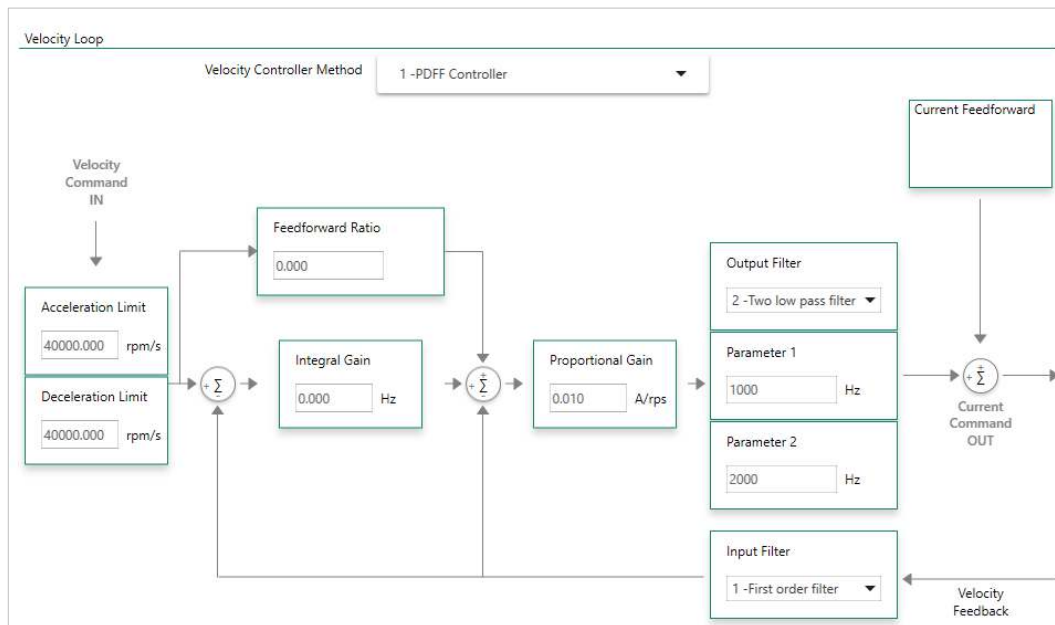 Velocity Loop
Velocity Controller Method
1 -PDFF Controller
Current Feedforward
Velocity
Command
IN
Feedforward Ratio
0.000
Acceleration Limit
40000.000 rpm/s
Deceleration Limit
40000.000 rpm/s
+ Σ -
Integral Gain
0.000 Hz
+ + Σ -
Proportional Gain
0.010 A/rps
Output Filter
2 -Two low pass filter
Parameter 1
1000 Hz
Parameter 2
2000 Hz
+ + Σ
Current
Command
OUT
Input Filter
1 -First order filter
Velocity
Feedback